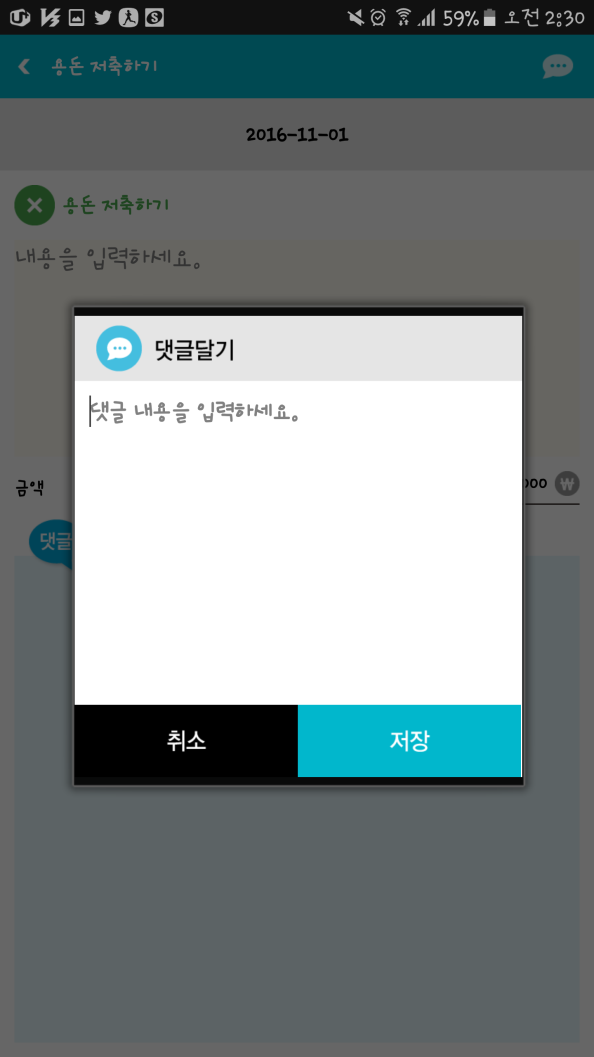 59% 오전 2:30
용돈 저축하기
2016-11-01
용돈 저축하기
내용을 입력하세요.
댓글달기
댓글 내용을 입력하세요.
금액
000
댓글
취소
저장